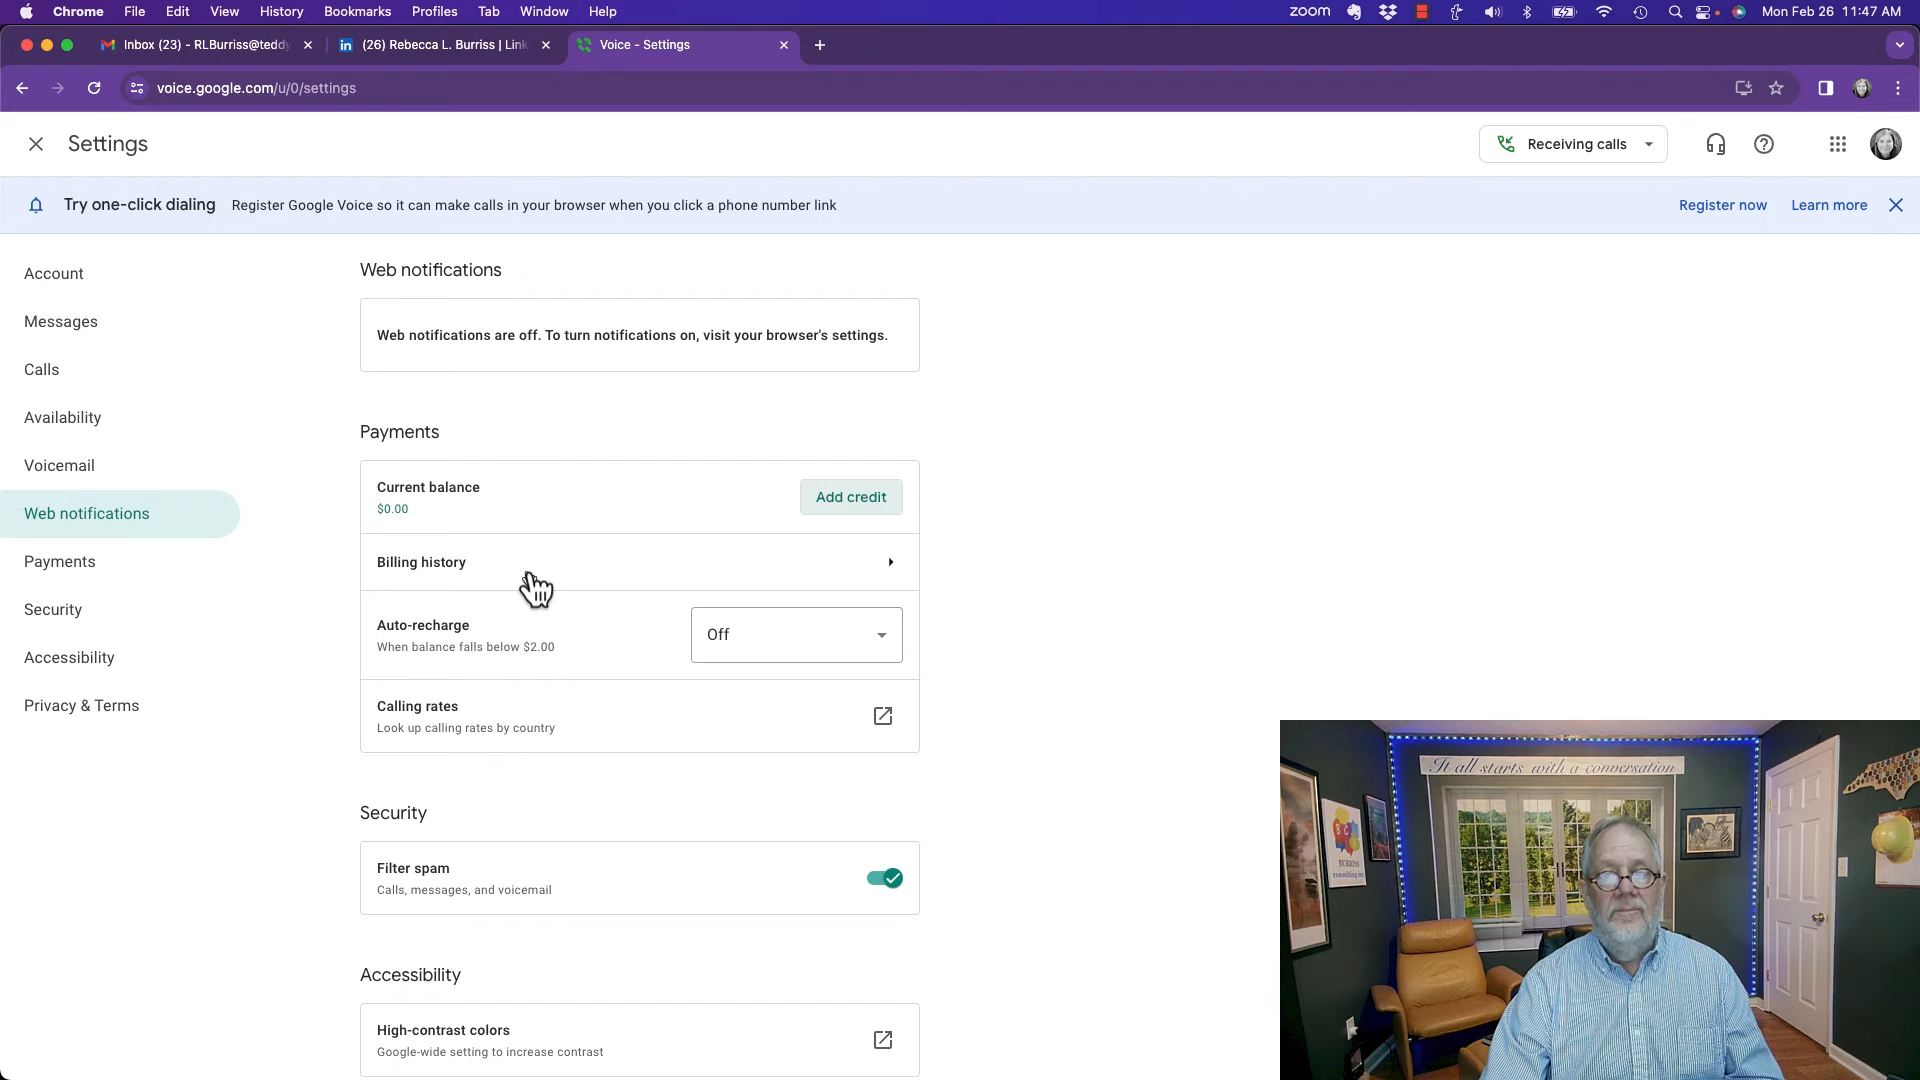 Chrome File Edit View History Bookmarks Profiles Tab Window Help zoom Mon Feb 26 11:47 AM
Inbox (23) - RLBurriss@teddy (26) Rebecca L. Burriss | Link Voice - Settings
voice.google.com/u/0/settings
Settings Receiving calls
Try one-click dialing Register Google Voice so it can make calls in your browser when you click a phone number link Register now Learn more
Account
Messages
Calls
Availability
Voicemail
Web notifications
Payments
Security
Accessibility
Privacy & Terms
Web notifications
Web notifications are off. To turn notifications on, visit your browser's settings.
Payments
Current balance
$0.00
Add credit
Billing history
Auto-recharge
When balance falls below $2.00
Off
Calling rates
Look up calling rates by country
Security
Filter spam
Calls, messages, and voicemail
Accessibility
High-contrast colors
Google-wide setting to increase contrast
It all starts with a conversation
BURRISS
consulting, inc.